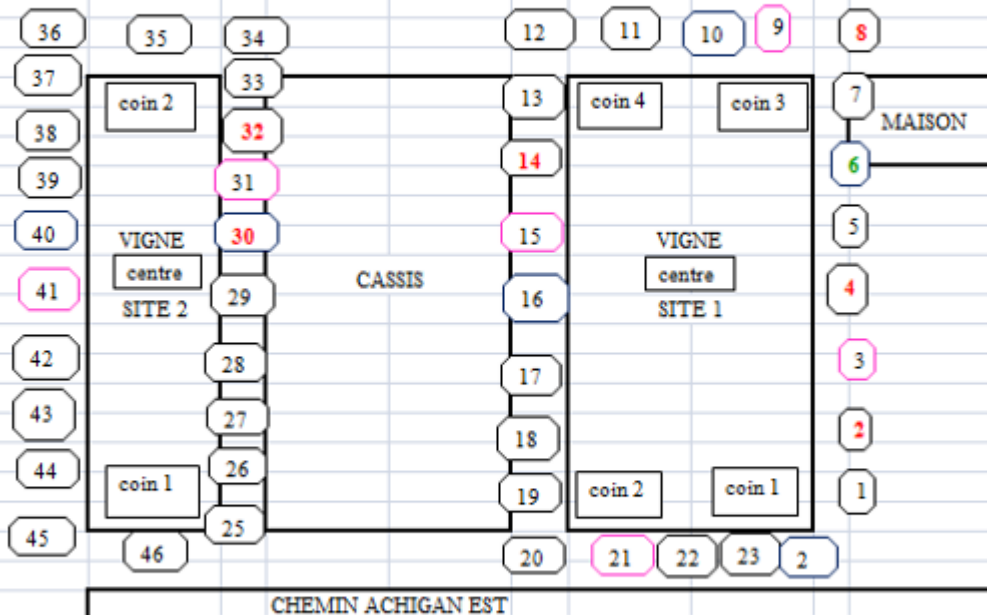 36 35 34 12 11 10 9 8
37 33 13 7
coin 2 coin 4 coin 3
38 32 14 MAISON
39 31 6
40 VIGNE 30 15 VIGNE 5
centre CASSIS centre
41 SITE 2 29 16 SITE 1 4
42 28 17 3
43 27 18 2
44 coin 1 26 19 coin 2 coin 1 1
45 46 25 20 21 22 23 2
CHEMIN ACHIGAN EST